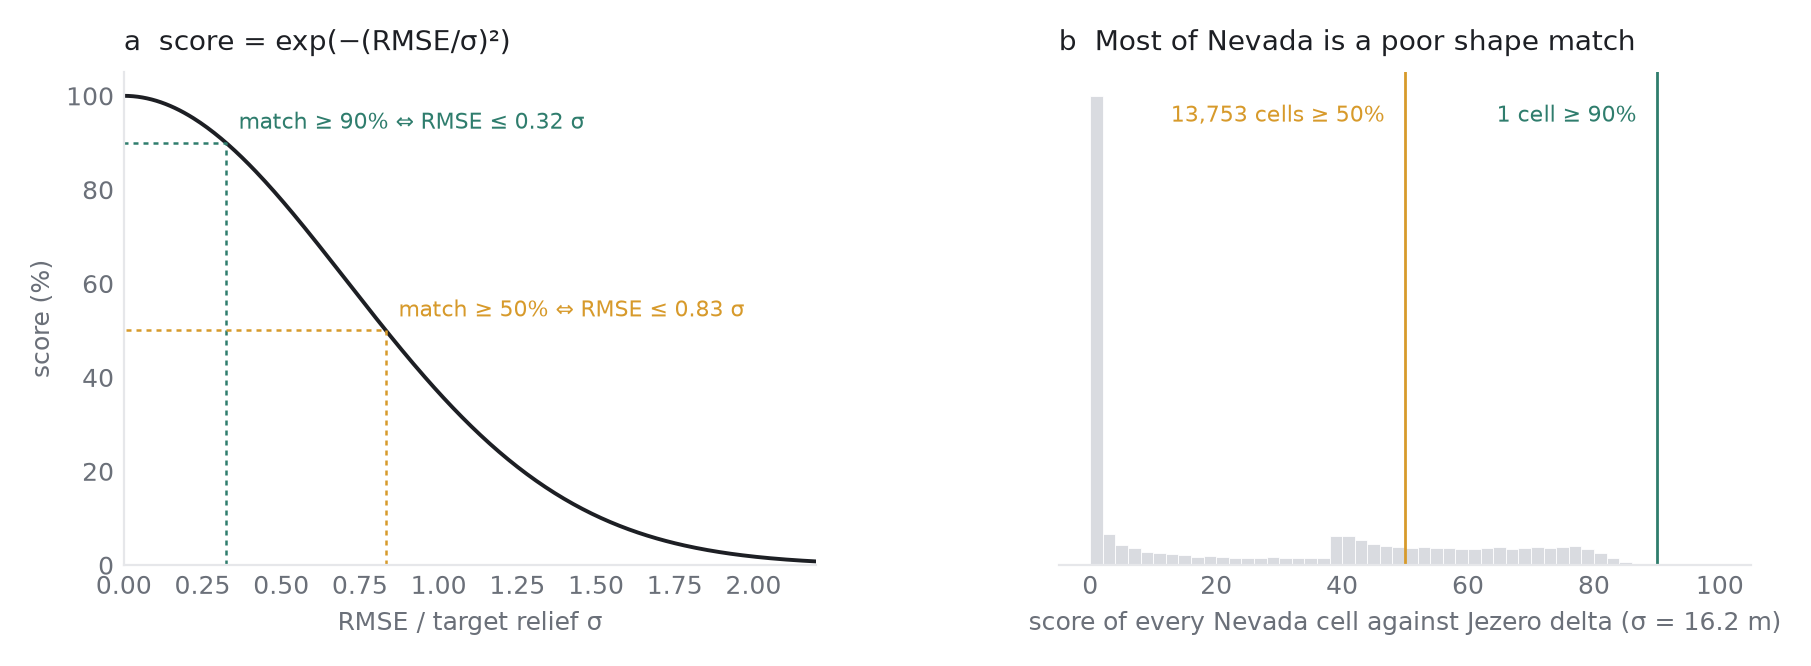 a score = exp(−(RMSE/σ)²)
100
80
60
40
20
0
score (%)
match ≥ 90% ⇔ RMSE ≤ 0.32 σ
match ≥ 50% ⇔ RMSE ≤ 0.83 σ
0.00 0.25 0.50 0.75 1.00 1.25 1.50 1.75 2.00
RMSE / target relief σ
b Most of Nevada is a poor shape match
13,753 cells ≥ 50%
1 cell ≥ 90%
0 20 40 60 80 100
score of every Nevada cell against Jezero delta (σ = 16.2 m)